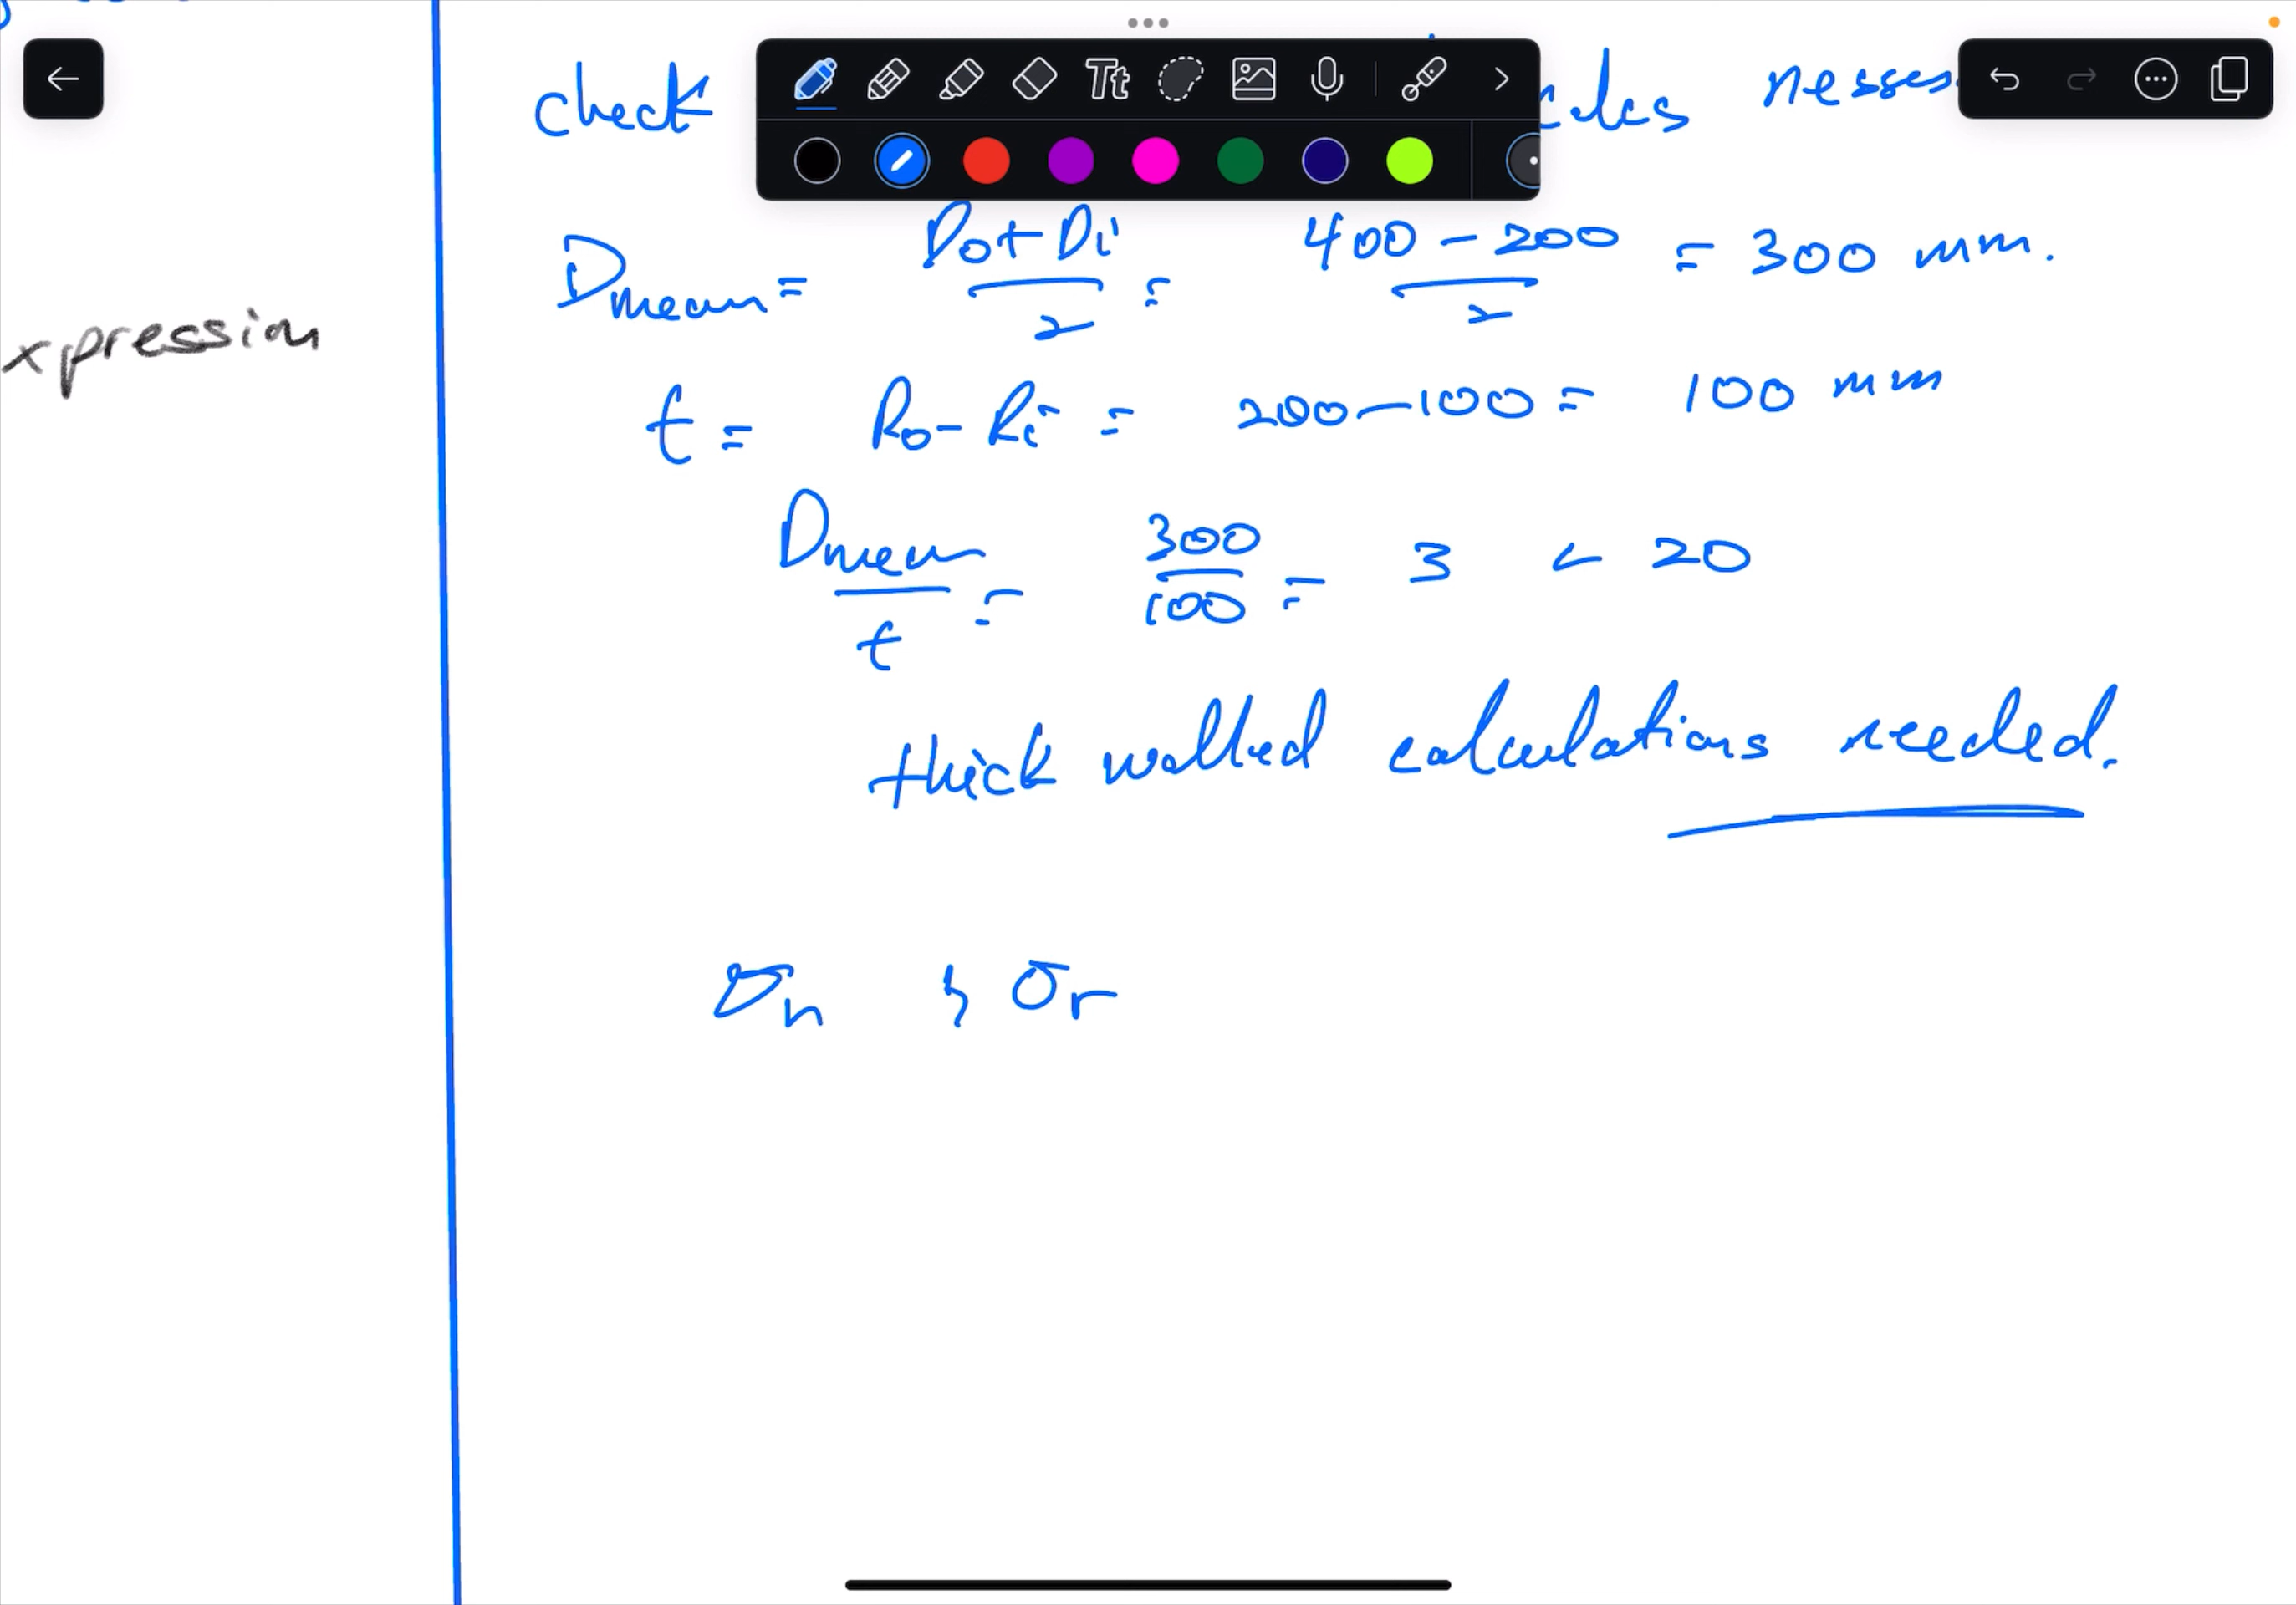 check nesses
Dmean = Do+Di/2 = 400-200/2 = 300 mm.
xpression
t = Ro-Ri = 200-100 = 100 mm
Dmean/t = 300/100 = 3 < 20
thick walled calculations needed.
σh & σr